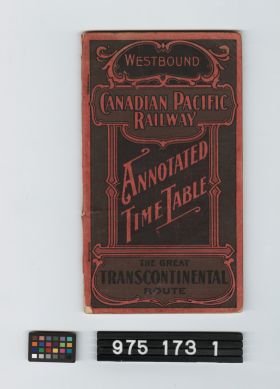 WESTBOUND
CANADIAN PACIFIC
RAILWAY
ANNOTATED
TIME TABLE
THE GREAT
TRANSCONTINENTAL
ROUTE
975 173 1